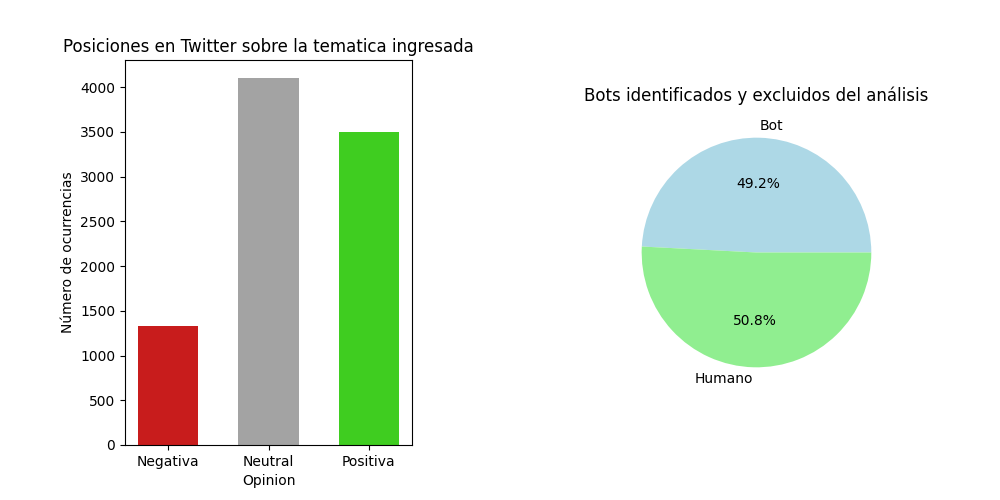 Posiciones en Twitter sobre la tematica ingresada
Número de ocurrencias
4000
3500
3000
2500
2000
1500
1000
500
0
Negativa
Neutral
Positiva
Opinion
Bots identificados y excluidos del análisis
Bot
49.2%
50.8%
Humano